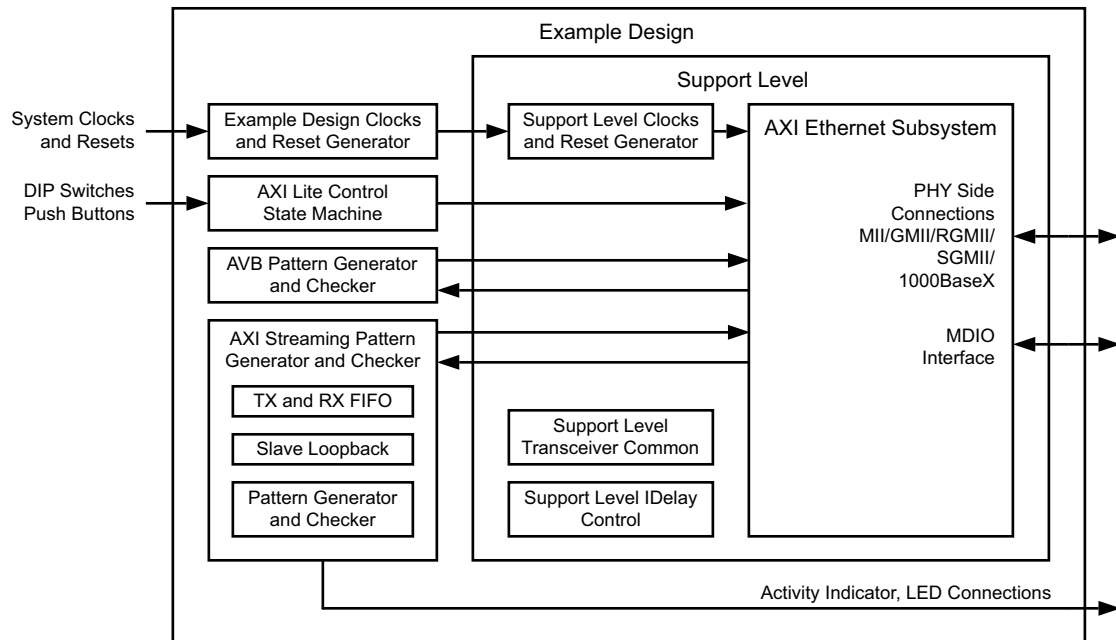 Example Design
Support Level
System Clocks
and Resets
Example Design Clocks
and Reset Generator
Support Level Clocks
and Reset Generator
AXI Ethernet Subsystem
DIP Switches
Push Buttons
AXI Lite Control
State Machine
PHY Side
Connections
MII/GMII/RGMII/
SGMII/
1000BaseX
AVB Pattern Generator
and Checker
AXI Streaming Pattern
Generator and Checker
MDIO
Interface
TX and RX FIFO
Slave Loopback
Pattern Generator
and Checker
Support Level
Transceiver Common
Support Level IDelay
Control
Activity Indicator, LED Connections